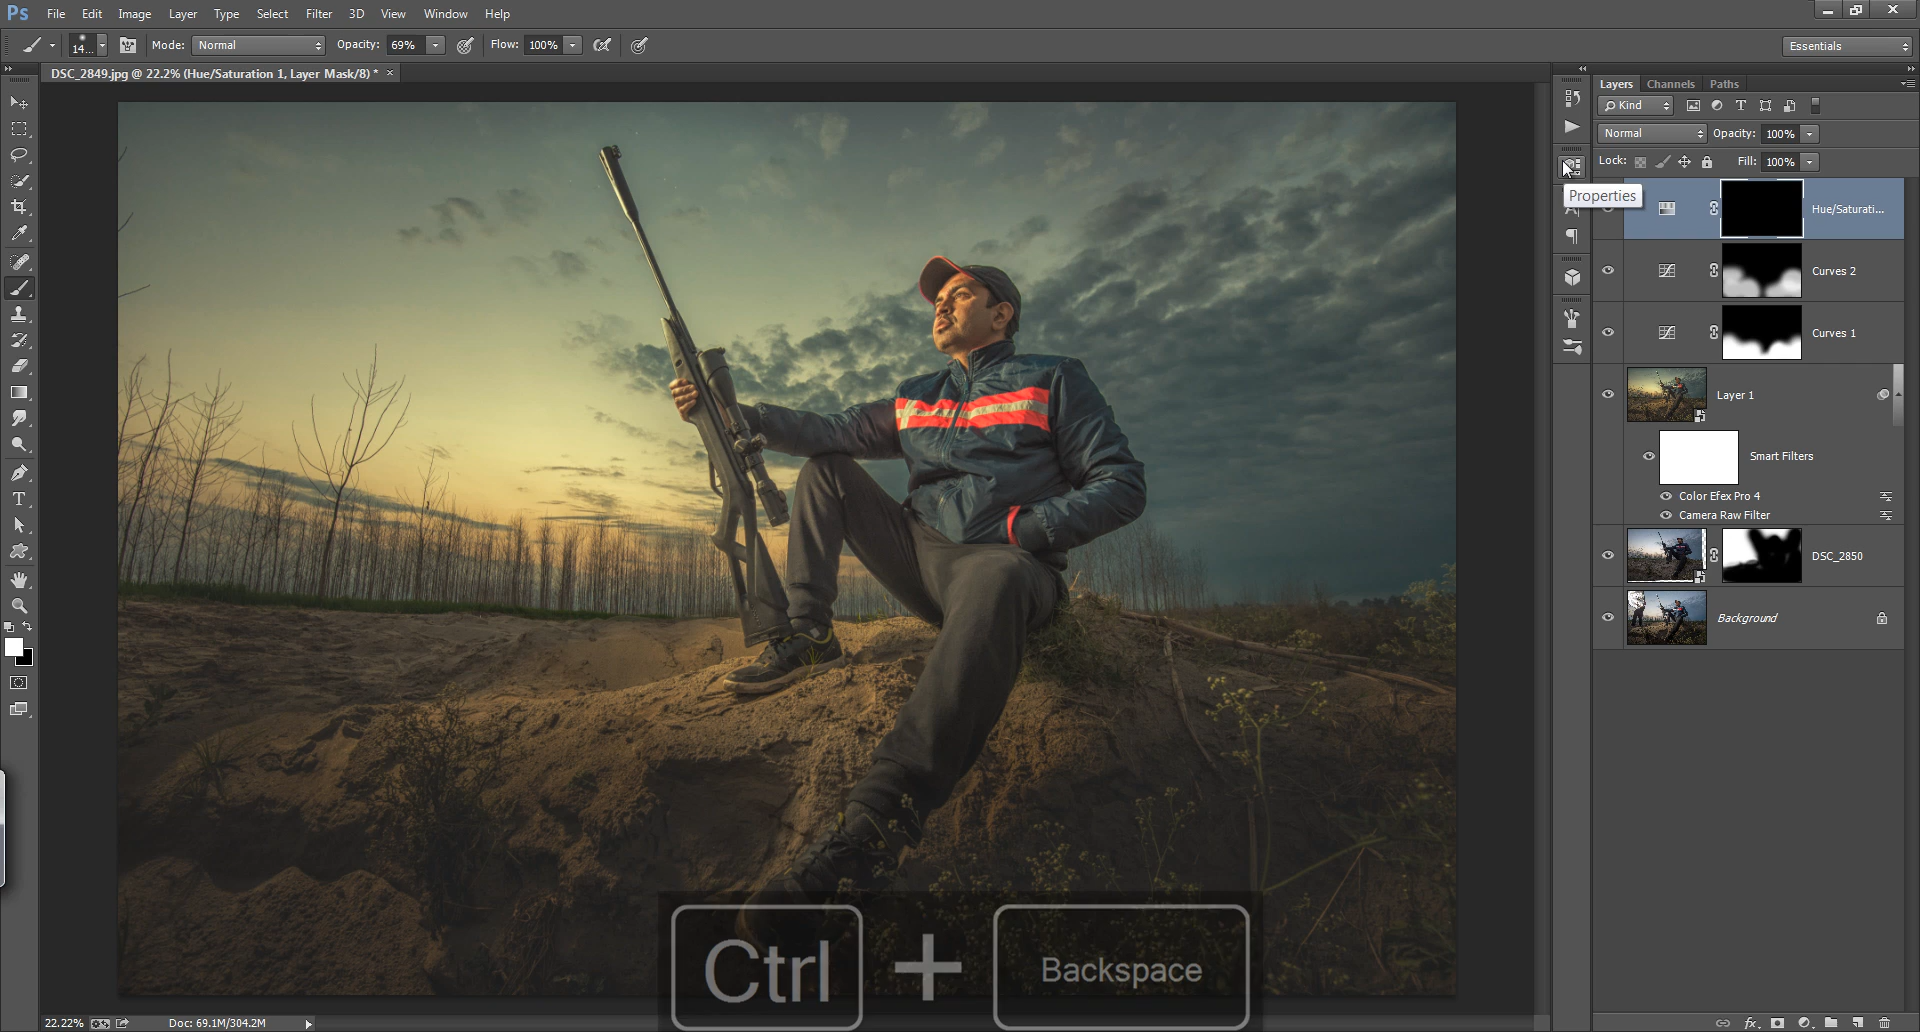 Ps File Edit Image Layer Type Select Filter 3D View Window Help
14... Mode: Normal Opacity: 69% Flow: 100% Essentials
DSC_2849.jpg @ 22.2% (Hue/Saturation 1, Layer Mask/8) * ×
Layers Channels Paths
Kind
Normal Opacity: 100%
Lock: Fill: 100%
Properties
Hue/Saturati...
Curves 2
Curves 1
Layer 1
Smart Filters
Color Efex Pro 4
Camera Raw Filter
DSC_2850
Background
Ctrl + Backspace
22.22% Doc: 69.1M/304.2M